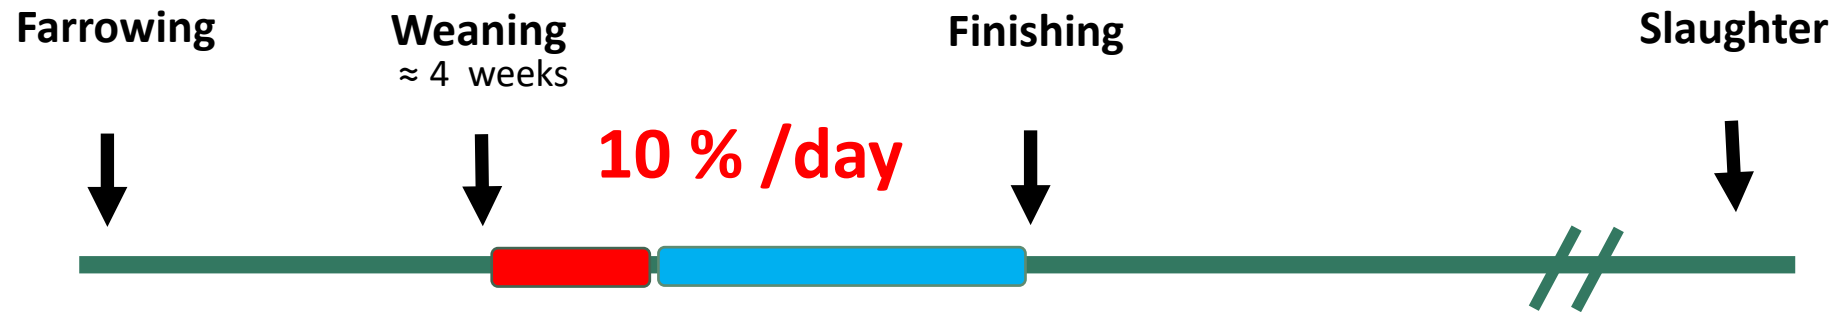 Farrowing
Weaning
≈ 4 weeks
Finishing
Slaughter
10 % /day